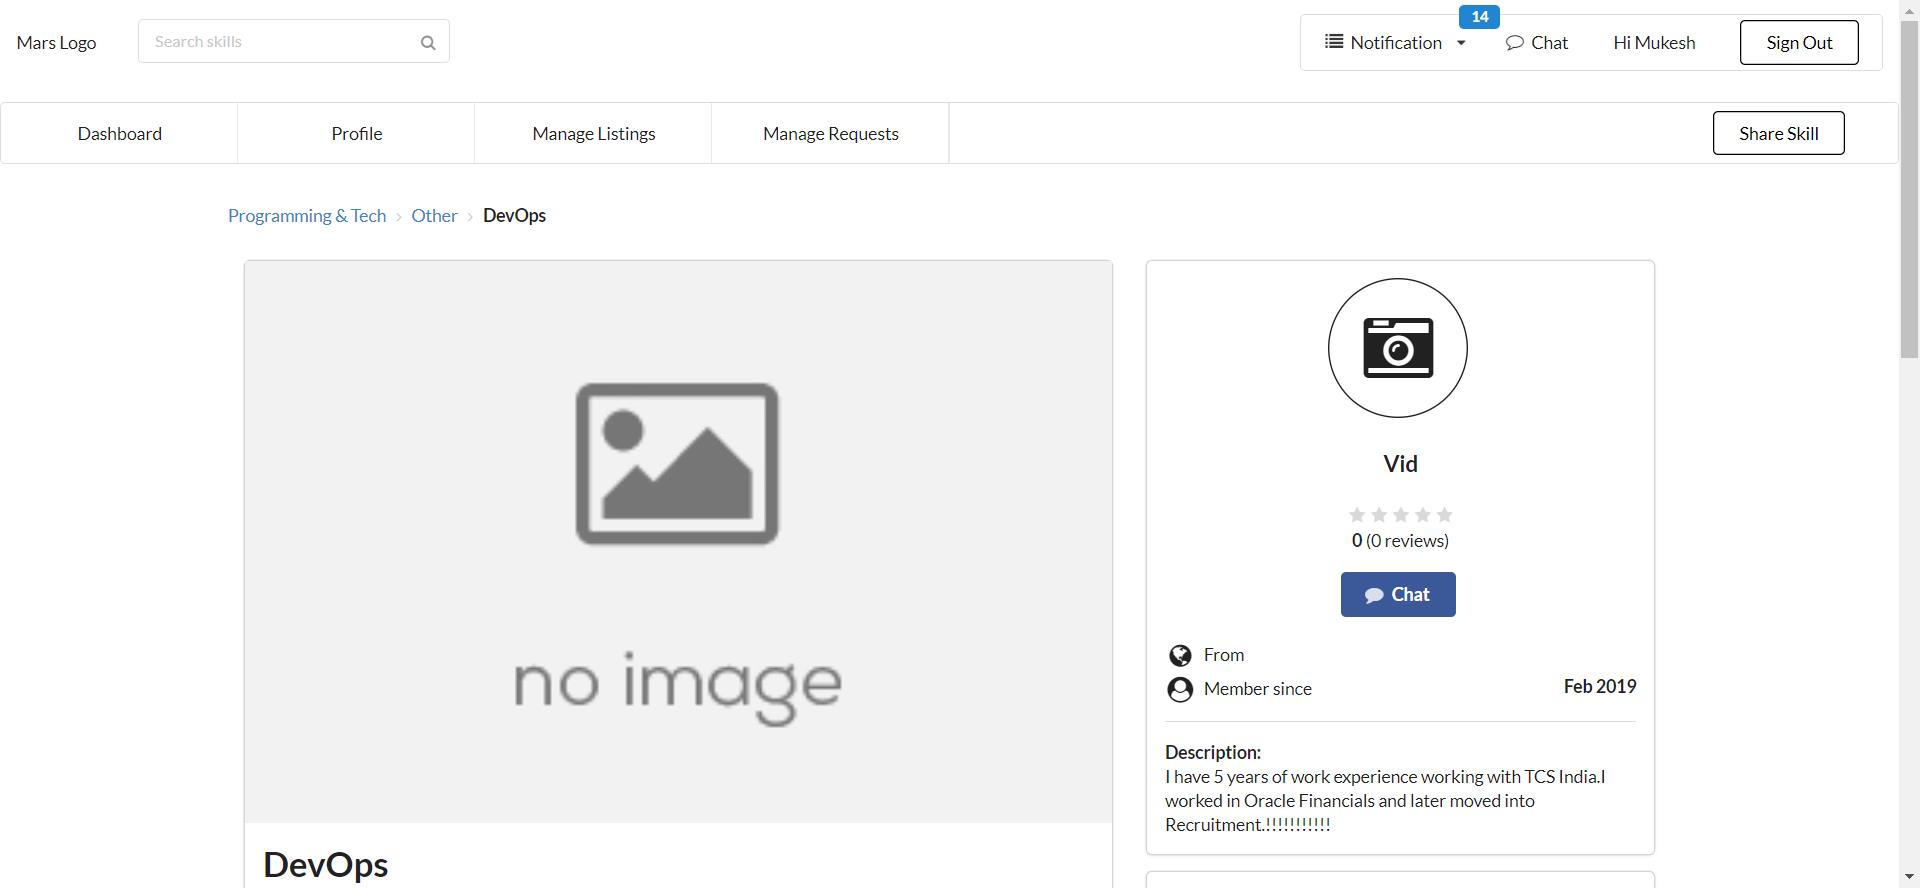 Mars Logo
Search skills
14
Notification
Chat
Hi Mukesh
Sign Out
Dashboard
Profile
Manage Listings
Manage Requests
Share Skill
Programming & Tech › Other › DevOps
no image
DevOps
Vid
0 (0 reviews)
Chat
From
Member since
Feb 2019
Description:
I have 5 years of work experience working with TCS India.I
worked in Oracle Financials and later moved into
Recruitment.!!!!!!!!!!!